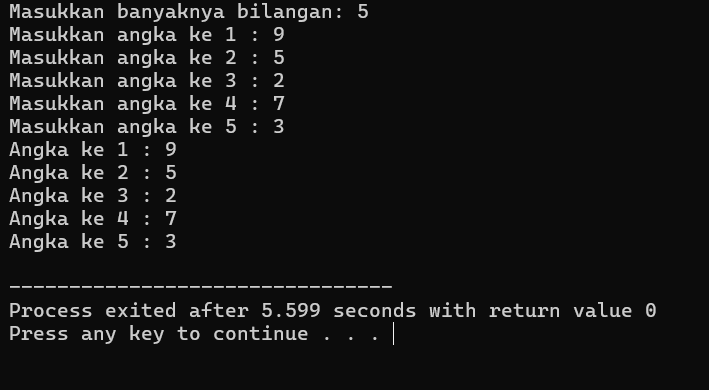 Masukkan banyaknya bilangan: 5
Masukkan angka ke 1 : 9
Masukkan angka ke 2 : 5
Masukkan angka ke 3 : 2
Masukkan angka ke 4 : 7
Masukkan angka ke 5 : 3
Angka ke 1 : 9
Angka ke 2 : 5
Angka ke 3 : 2
Angka ke 4 : 7
Angka ke 5 : 3
--------------------------------
Process exited after 5.599 seconds with return value 0
Press any key to continue . . .